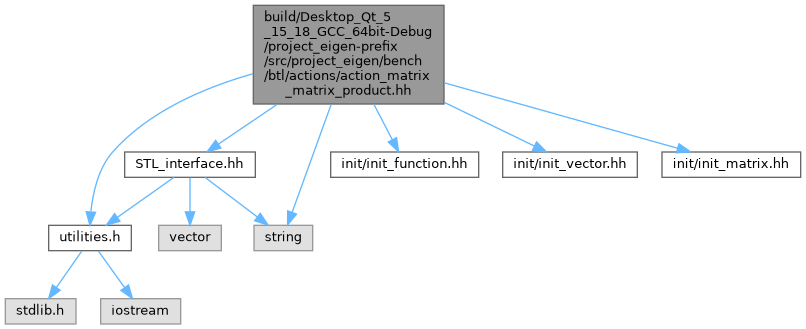 build/Desktop_Qt_5
_15_18_GCC_64bit-Debug
/project_eigen-prefix
/src/project_eigen/bench
/btl/actions/action_matrix
_matrix_product.hh
STL_interface.hh
init/init_function.hh
init/init_vector.hh
init/init_matrix.hh
utilities.h
vector
string
stdlib.h
iostream